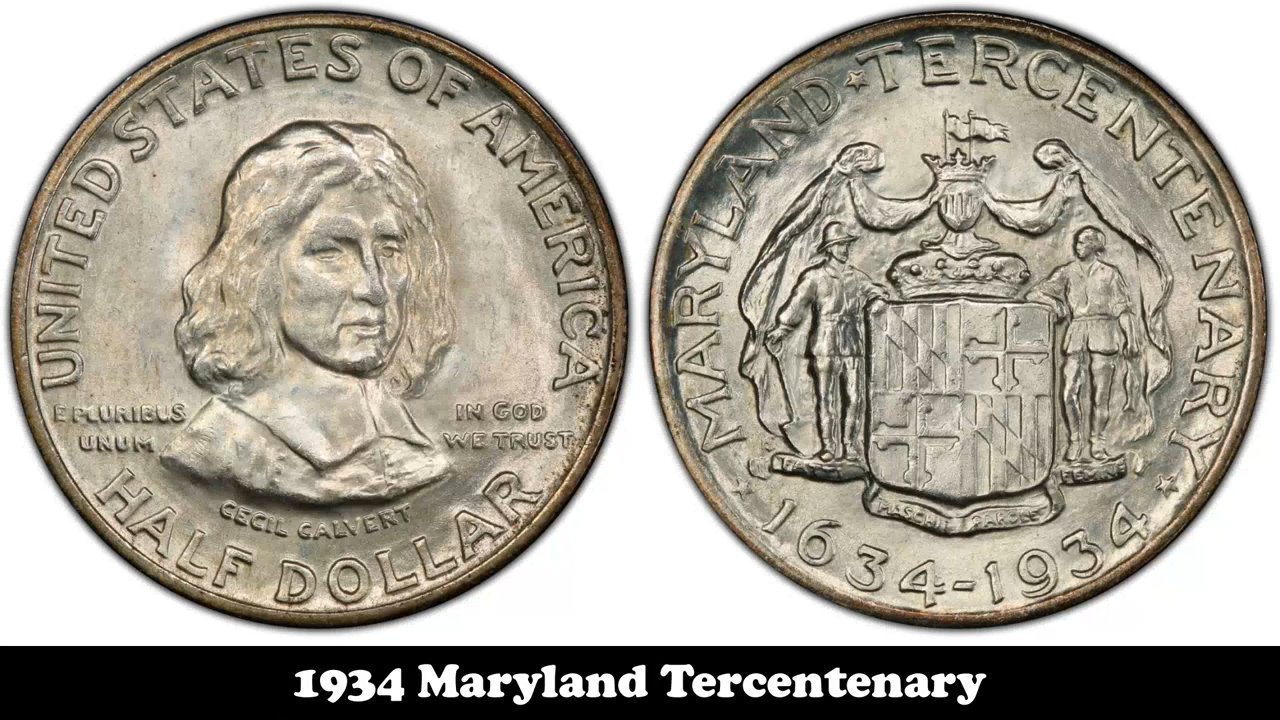 UNITED STATES OF AMERICA
E PLURIBUS
UNUM
IN GOD
WE TRUST
CECIL CALVERT
HALF DOLLAR
MARYLAND TERCENTENARY
1634-1934
1934 Maryland Tercentenary